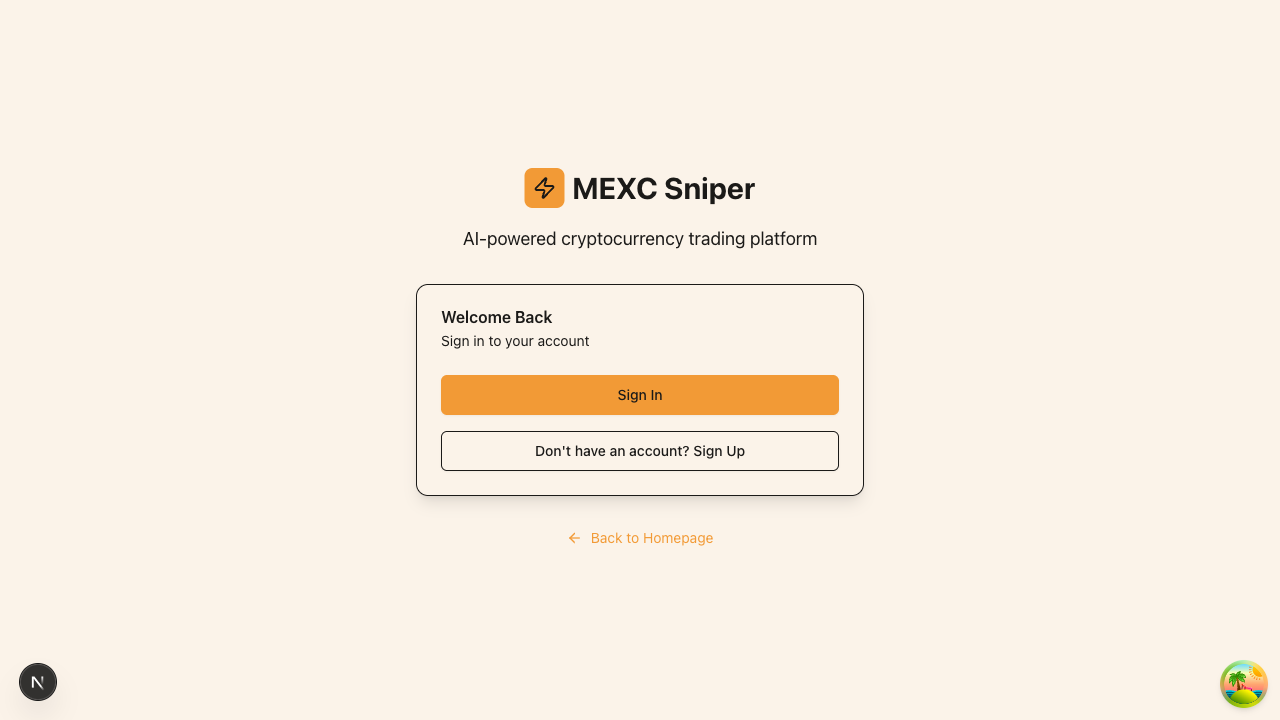 MEXC Sniper
AI-powered cryptocurrency trading platform
Welcome Back
Sign in to your account
Sign In
Don't have an account? Sign Up
Back to Homepage
N